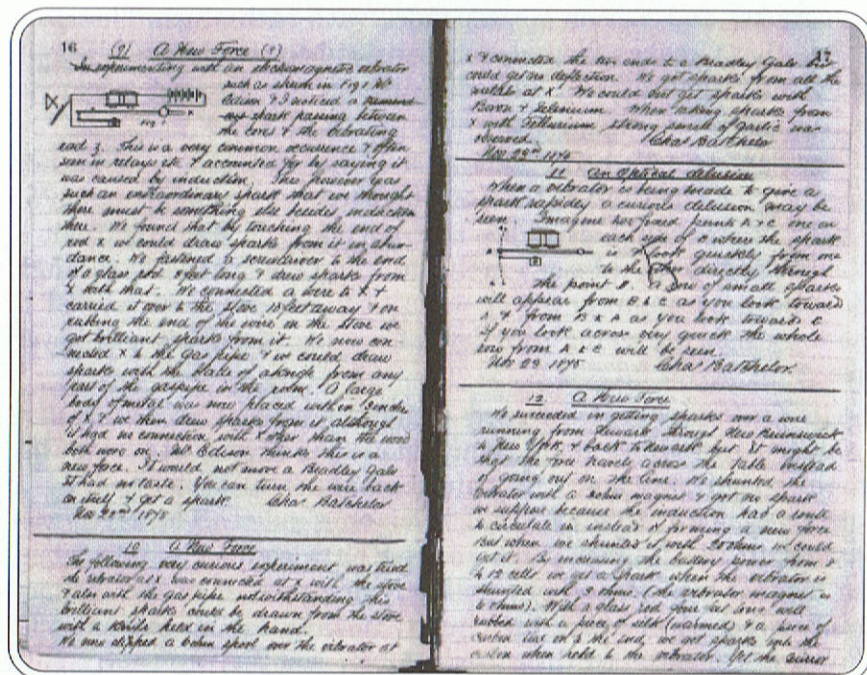 16
(9) A New Force (1)
In experimenting with an electromagnetic vibrator
such as shown in Fig 1 Mr
Edison & I noticed a
spark passing between
the cores & the vibrating
rod
Fig 1
This is a very common occurrence & often
seen in relays etc & accounted for by saying it
was caused by induction. This however was
such an extraordinary spark that we thought
there must be something else besides induction
here. We found that by touching the end of
rod x we could draw sparks from it in abun-
dance. We fastened a screwdriver to the end
of a glass rod foot long & drew sparks from
x with that. We connected a wire to x &
carried it over to the stove 10 feet away & on
rubbing the end of the wire on the stove we
got brilliant sparks from it. We now con-
nected x to the gas pipe & we could draw
sparks with the blade of a knife from any
part of the gaspipe in the room. A large
body of metal was now placed within
of x & we then drew sparks from it although
it had no connection with x other than the wood
both were on. Mr Edison thinks this is a
new force. It would not move a Bradley Galv
It had no taste. You can turn the wire back
on itself & get a spark. Chas Batchelor
Nov 22nd 1875
10 A New Force
The following very curious experiment was tried
the vibrator at x was connected at x with the stove
& also with the gas pipe notwithstanding this
brilliant sparks could be drawn from the stove
with a knife held in the hand.
We now slipped a spool over the vibrator at
17
x & connected the two ends to a Bradley Galv but
could get no deflection. We got sparks from all the
metals at x. We could not get sparks with
Boron & Selenium. When taking sparks from
x with Tellurium, strong smell of garlic was
observed. Chas Batchelor
Nov 23rd 1875
11 An Optical delusion
When a vibrator is being made to give a
spark rapidly a curious delusion may be
seen. Imagine two fixed points A & C one on
each side of B where the spark
is & look quickly from one
to the other directly through
the point B. A row of small sparks
will appear from B & C as you look toward
& from B & A as you look towards C
if you look across very quick the whole
row from A & C will be seen
Nov 23 1875 Chas Batchelor
12 A New Force
We succeeded in getting sparks over a wire
running from Newark through New Brunswick
to New York & back to Newark but it might be
that the force travels across the table instead
of going out on the line. We shunted the
vibrator with a magnet & got no spark
we suppose because the induction had a
to circulate in instead of forming a new force
But when we shunted it with 20 ohms we could
get it. By increasing the battery power from
to 12 cells we get a spark when the vibrator is
shunted with 3 ohms. (the vibrator magnet is
6 ohms). With a glass rod four feet long well
rubbed with a piece of silk (warmed) & a piece of
carbon on the end, we got sparks into the
carbon when held to the vibrator. Yet the